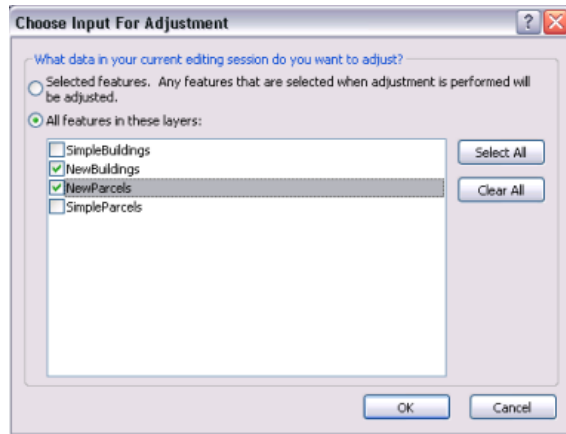 Choose Input For Adjustment
What data in your current editing session do you want to adjust?
Selected features. Any features that are selected when adjustment is performed will
be adjusted.
All features in these layers:
SimpleBuildings
NewBuildings
NewParcels
SimpleParcels
Select All
Clear All
OK
Cancel